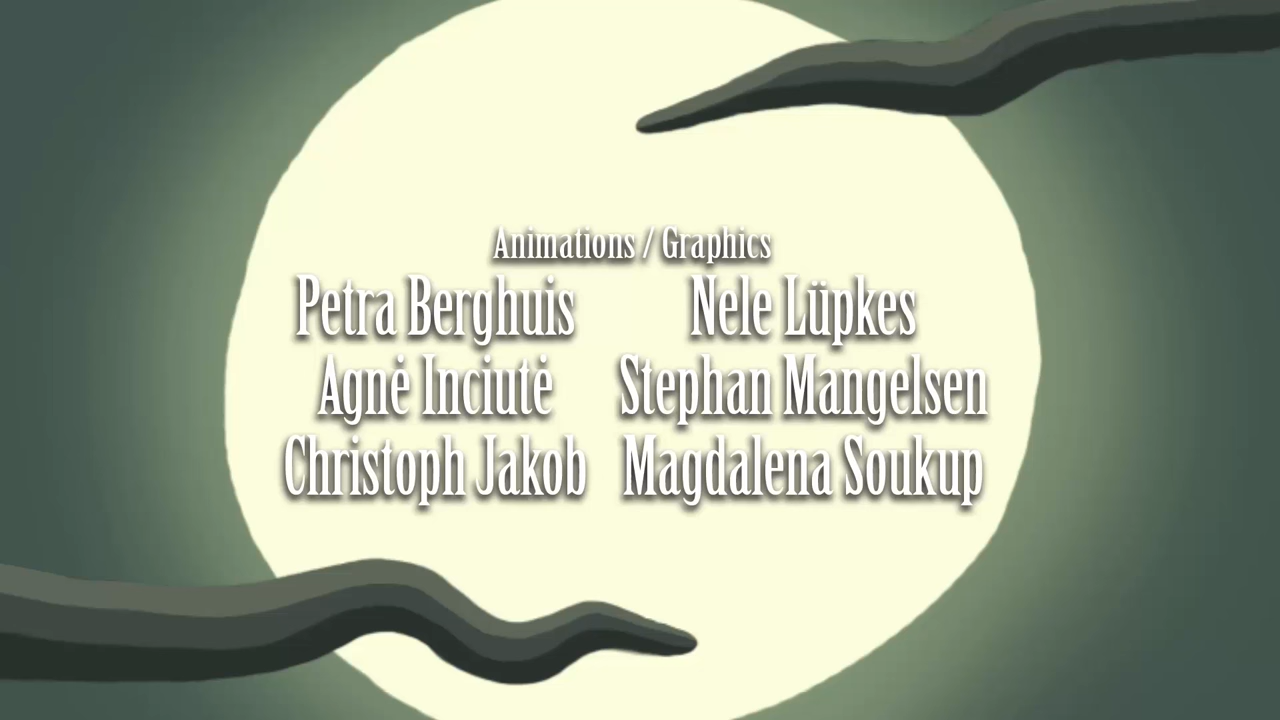 Animations / Graphics
Petra Berghuis Nele Lüpkes
Agnė Inciutė Stephan Mangelsen
Christoph Jakob Magdalena Soukup